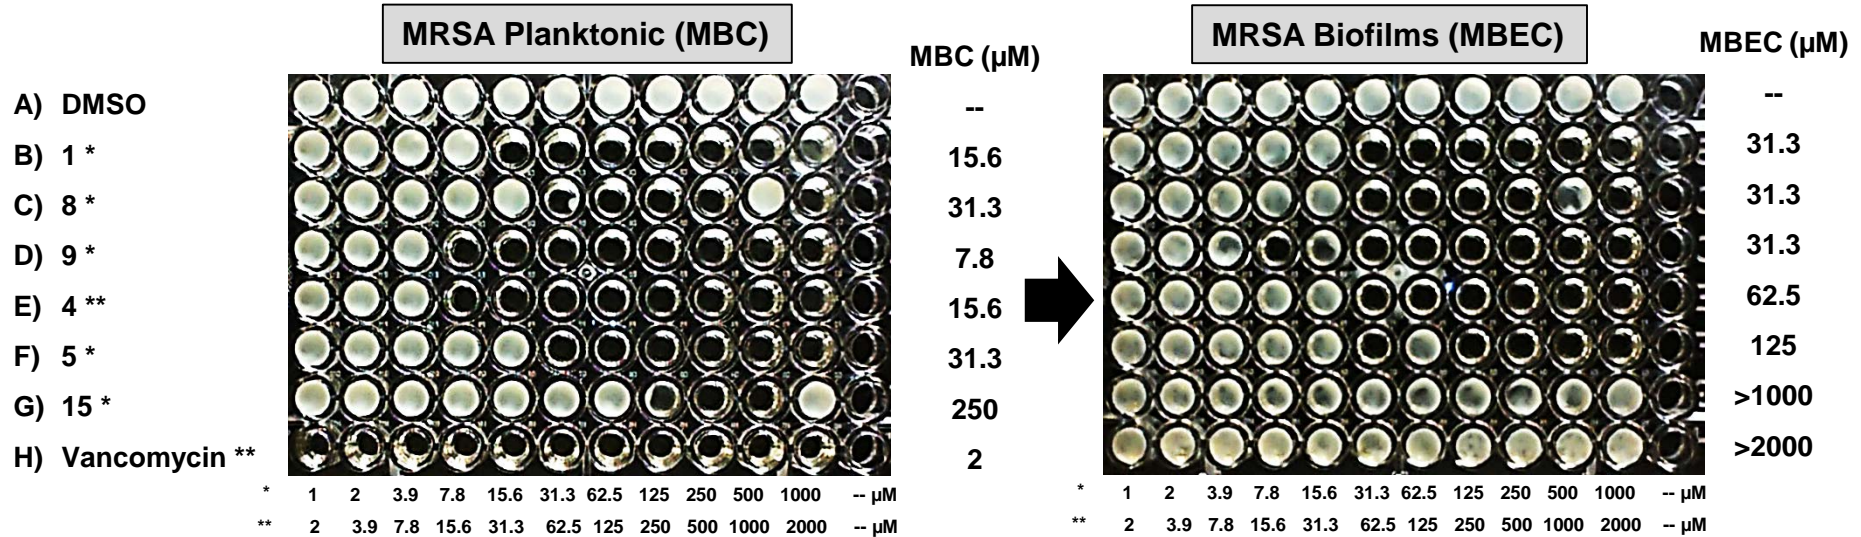 MRSA Planktonic (MBC)
MBC (µM)
MRSA Biofilms (MBEC)
MBEC (µM)
A) DMSO
--
--
B) 1 *
15.6
31.3
C) 8 *
31.3
31.3
D) 9 *
7.8
31.3
E) 4 **
15.6
62.5
F) 5 *
31.3
125
G) 15 *
250
>1000
H) Vancomycin **
2
>2000
* 1 2 3.9 7.8 15.6 31.3 62.5 125 250 500 1000 -- µM
** 2 3.9 7.8 15.6 31.3 62.5 125 250 500 1000 2000 -- µM
* 1 2 3.9 7.8 15.6 31.3 62.5 125 250 500 1000 -- µM
** 2 3.9 7.8 15.6 31.3 62.5 125 250 500 1000 2000 -- µM